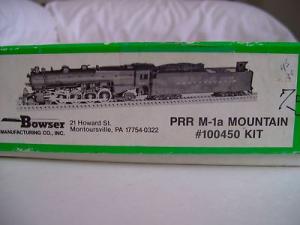 Bowser
MANUFACTURING CO., INC.
21 Howard St.
Montoursville, PA 17754-0322
PRR M-1a MOUNTAIN
#100450 KIT